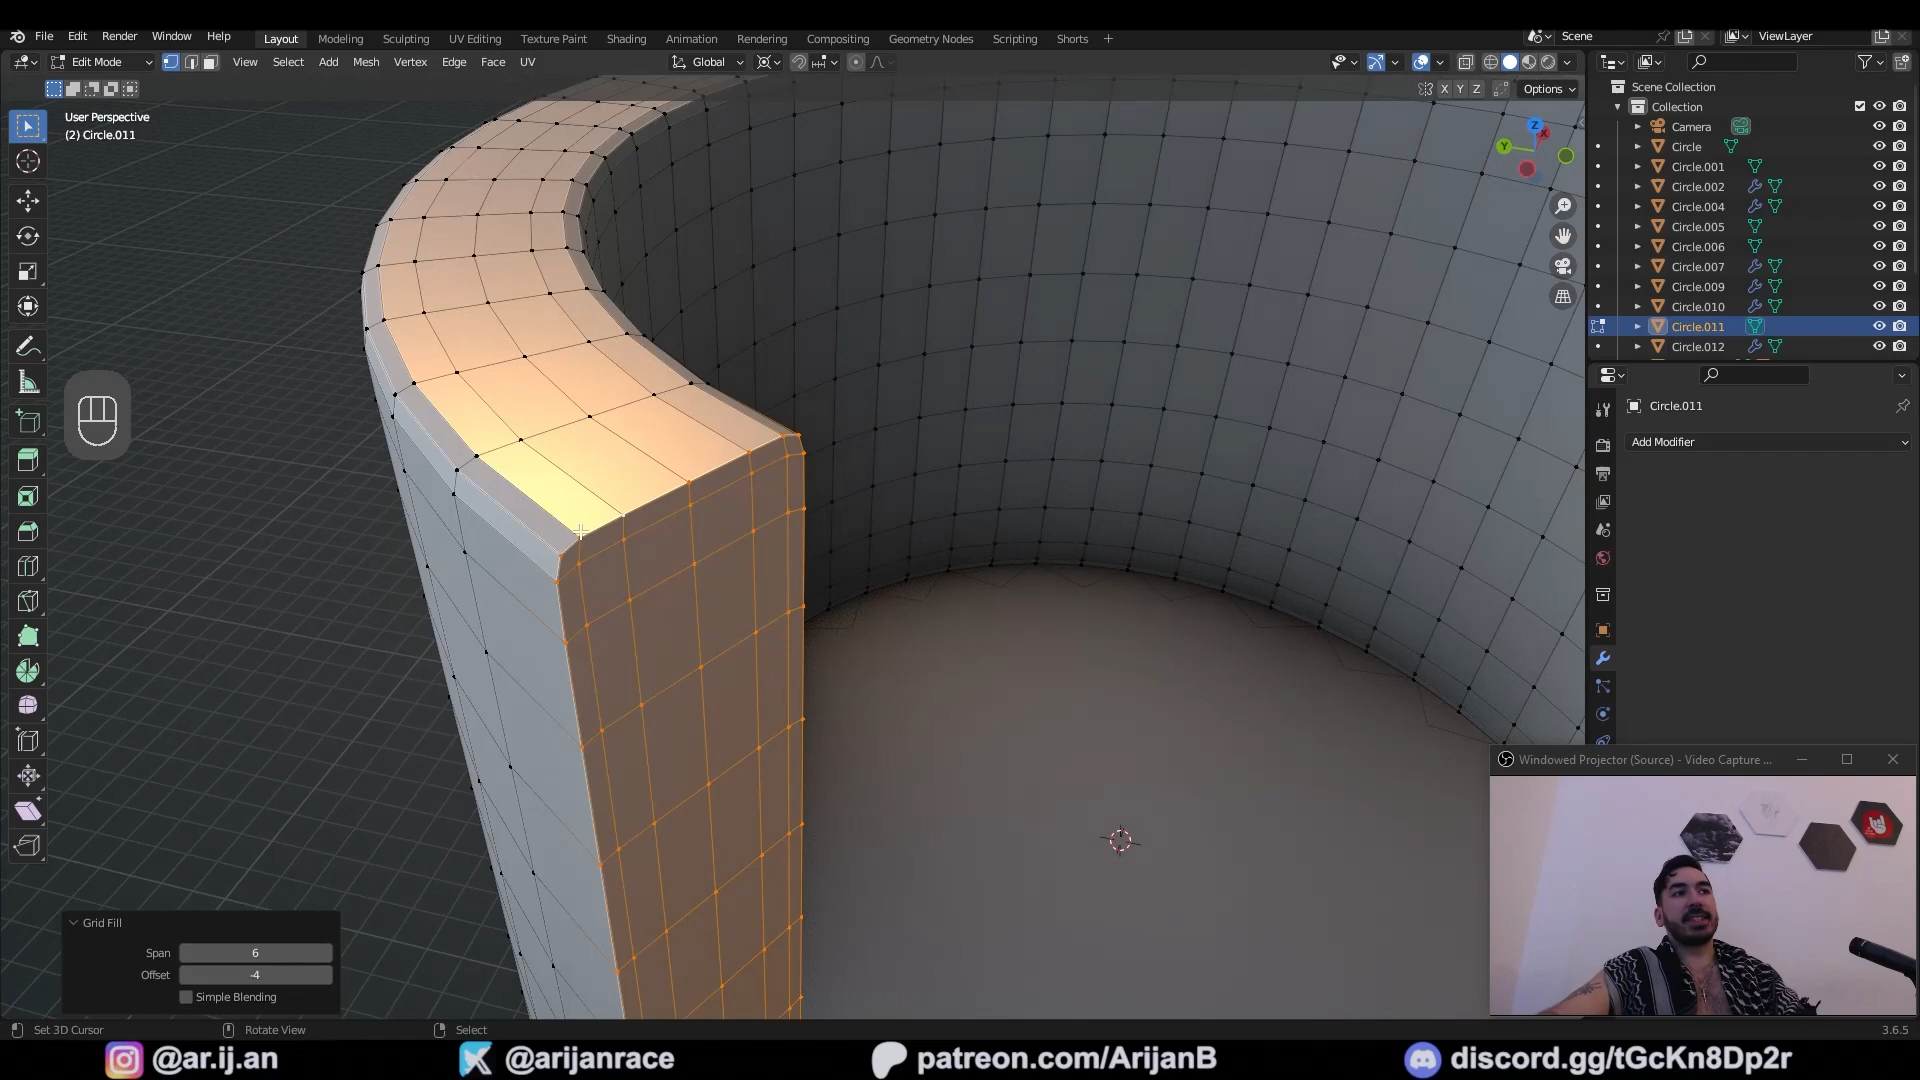 File Edit Render Window Help
Layout Modeling Sculpting UV Editing Texture Paint Shading Animation Rendering Compositing Geometry Nodes Scripting Shorts +
Scene
ViewLayer
Edit Mode
View Select Add Mesh Vertex Edge Face UV
Global
X Y Z
Options
User Perspective
(2) Circle.011
Z
X
Y
Scene Collection
Collection
Camera
Circle
Circle.001
Circle.002
Circle.004
Circle.005
Circle.006
Circle.007
Circle.009
Circle.010
Circle.011
Circle.012
Circle.011
Add Modifier
Windowed Projector (Source) - Video Capture ...
Grid Fill
Span 6
Offset -4
Simple Blending
Set 3D Cursor
Rotate View
Select
3.6.5
@ar.ij.an
@arijanrace
patreon.com/ArijanB
discord.gg/tGcKn8Dp2r